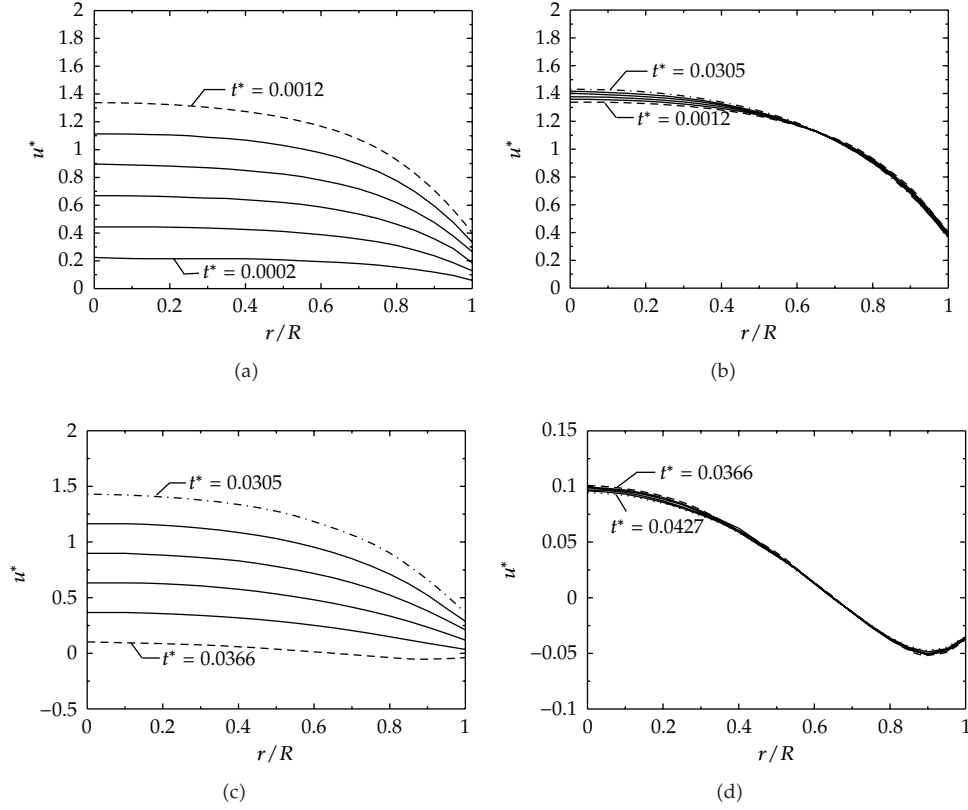 2
1.8
1.6
1.4
1.2
1
0.8
0.6
0.4
0.2
0
u*
t* = 0.0012
t* = 0.0002
0 0.2 0.4 0.6 0.8 1
r/R
(a)
2
1.8
1.6
1.4
1.2
1
0.8
0.6
0.4
0.2
0
u*
t* = 0.0305
t* = 0.0012
0 0.2 0.4 0.6 0.8 1
r/R
(b)
2
1.5
1
0.5
0
−0.5
u*
t* = 0.0305
t* = 0.0366
0 0.2 0.4 0.6 0.8 1
r/R
(c)
0.15
0.1
0.05
0
−0.05
−0.1
u*
t* = 0.0366
t* = 0.0427
0 0.2 0.4 0.6 0.8 1
r/R
(d)